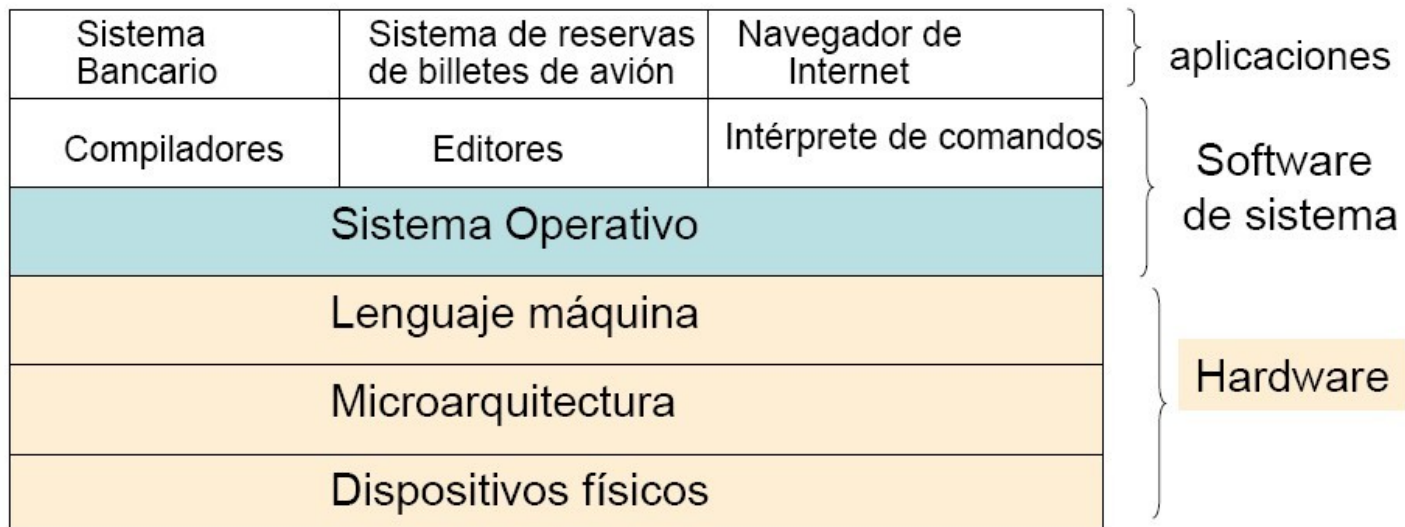 Sistema
Bancario
Sistema de reservas
de billetes de avión
Navegador de
Internet
aplicaciones
Compiladores
Editores
Intérprete de comandos
Software
de sistema
Sistema Operativo
Lenguaje máquina
Microarquitectura
Hardware
Dispositivos físicos